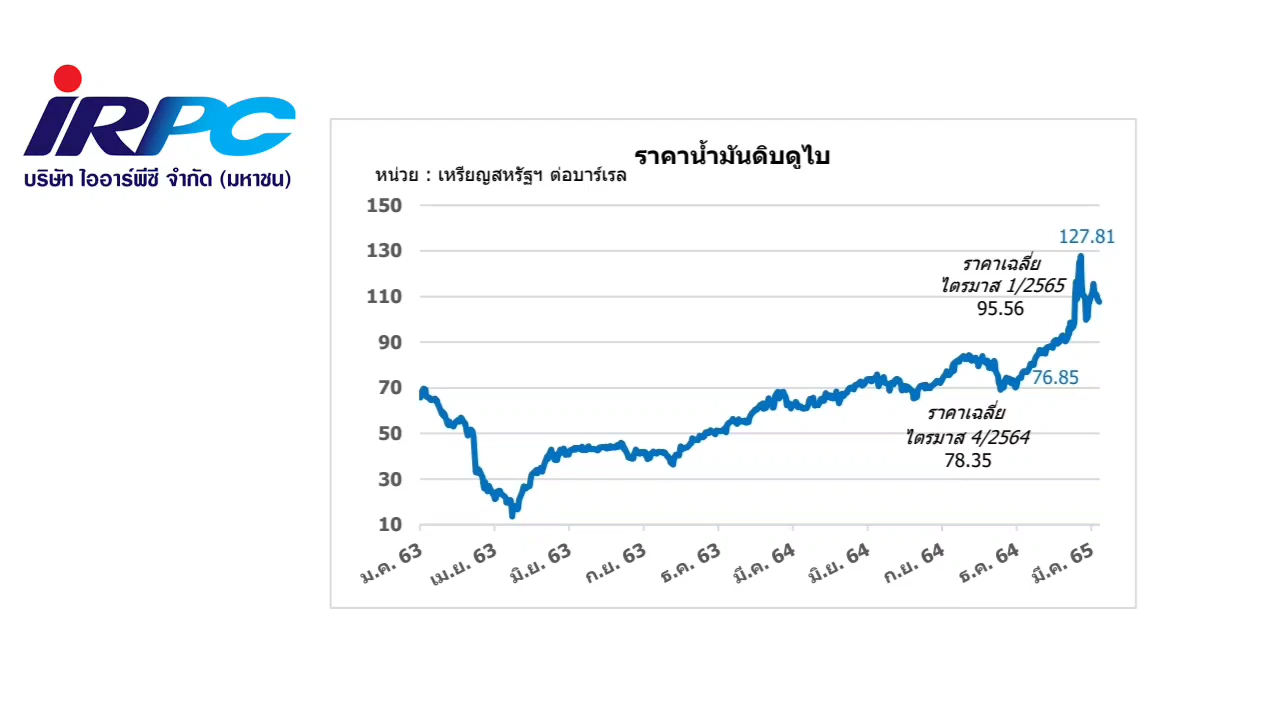 iRPC
บริษัท ไออาร์พีซี จำกัด (มหาชน)
ราคาน้ำมันดิบดูไบ
หน่วย : เหรียญสหรัฐฯ ต่อบาร์เรล
150
130
110
90
70
50
30
10
127.81
ราคาเฉลี่ย
ไตรมาส 1/2565
95.56
76.85
ราคาเฉลี่ย
ไตรมาส 4/2564
78.35
ม.ค. 63
เม.ย. 63
มิ.ย. 63
ก.ย. 63
ธ.ค. 63
มี.ค. 64
มิ.ย. 64
ก.ย. 64
ธ.ค. 64
มี.ค. 65